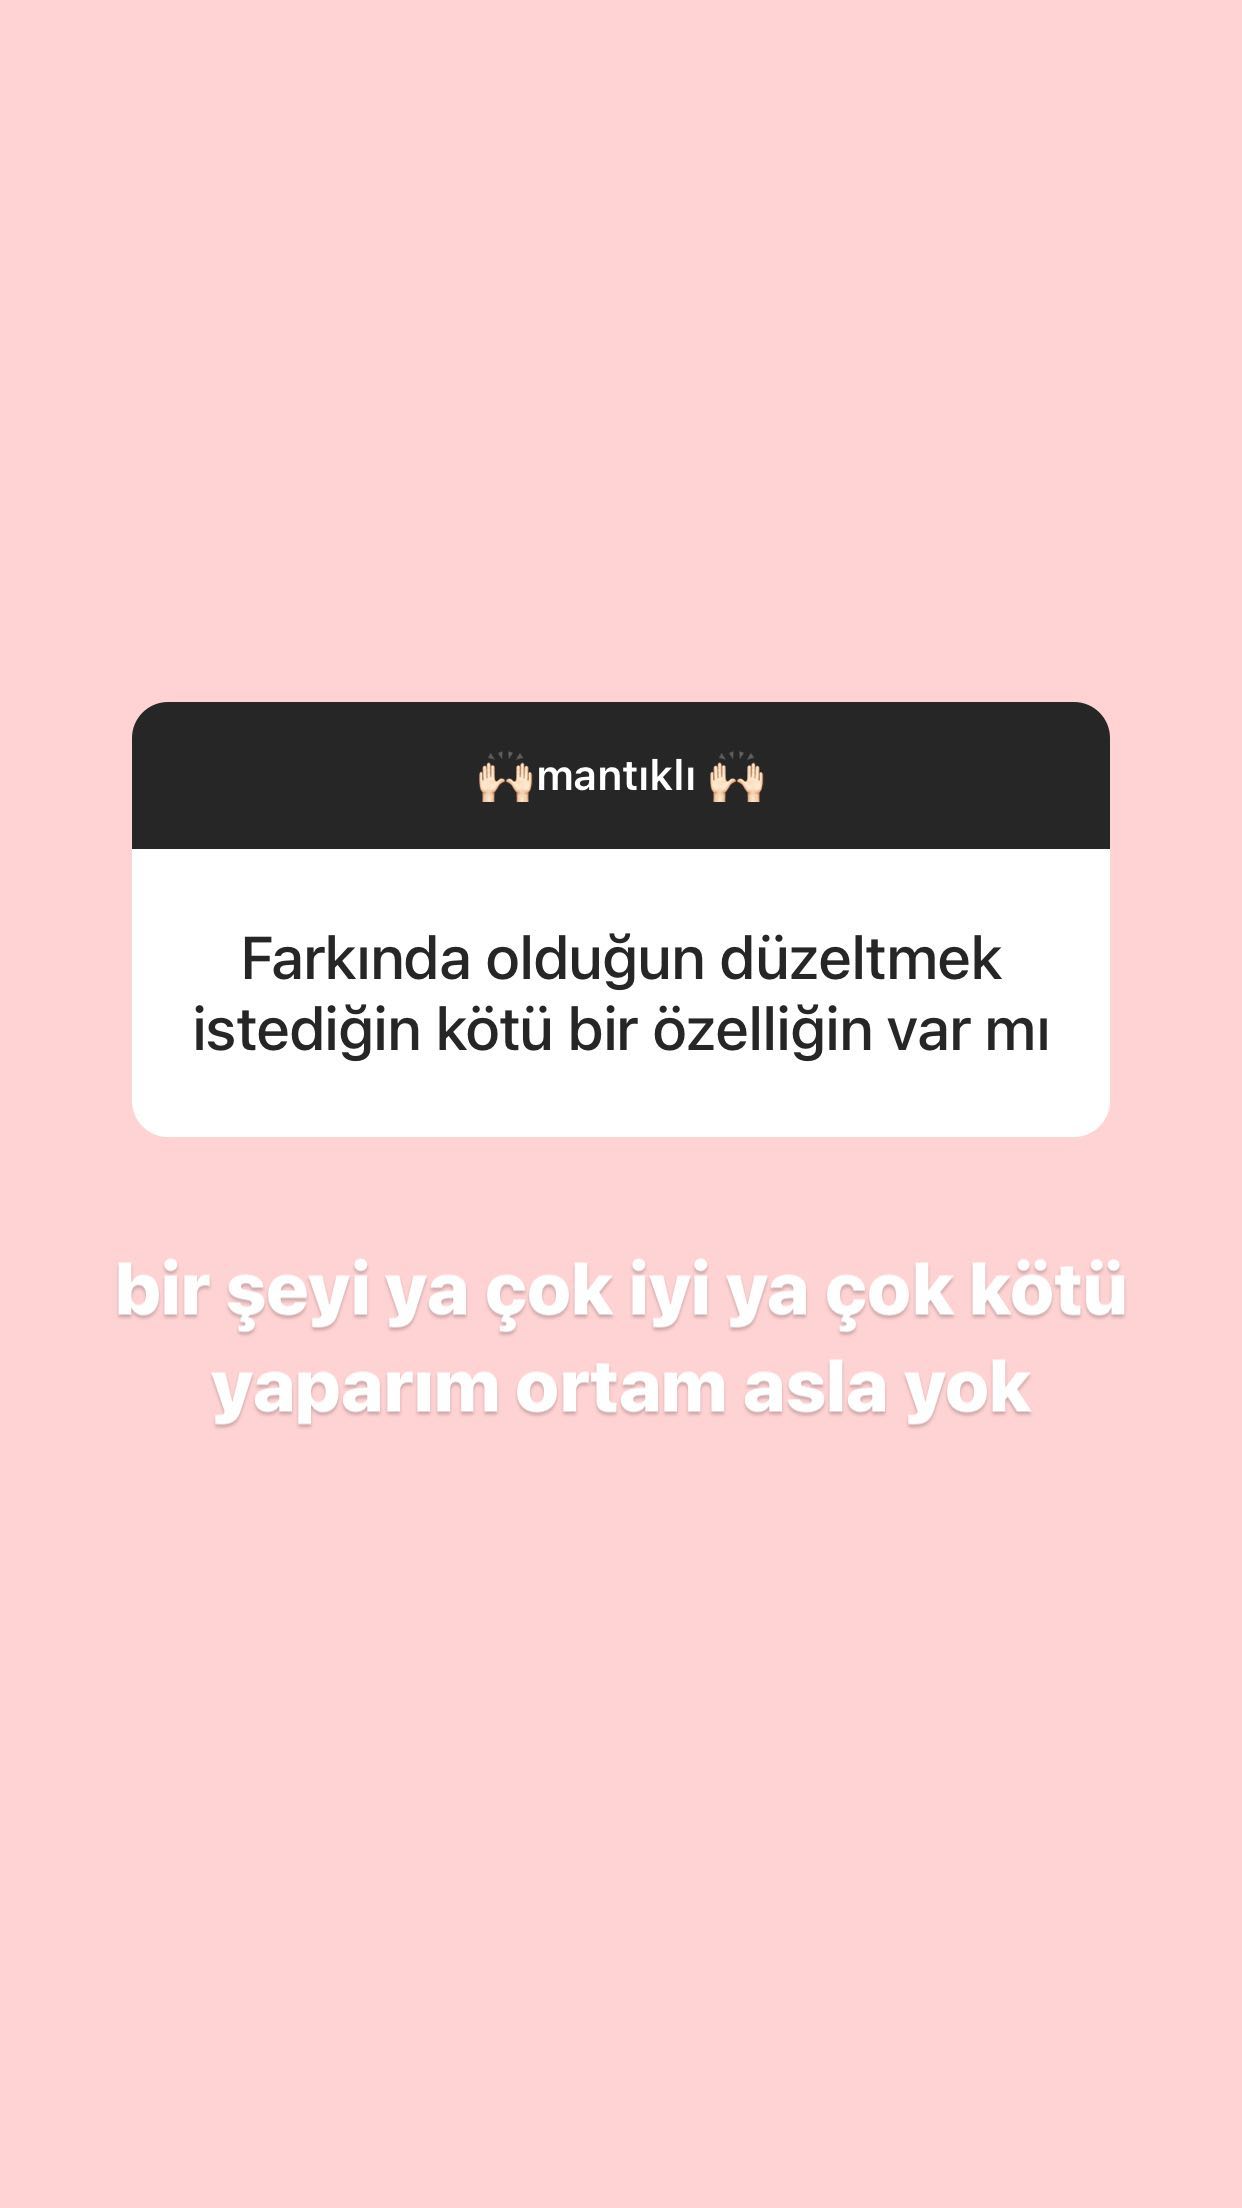 🙌🏻mantıklı 🙌🏻
Farkında olduğun düzeltmek
istediğin kötü bir özelliğin var mı
bir şeyi ya çok iyi ya çok kötü
yaparım ortam asla yok